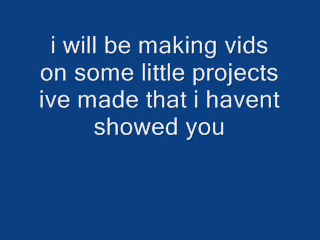 i will be making vids
on some little projects
ive made that i havent
showed you